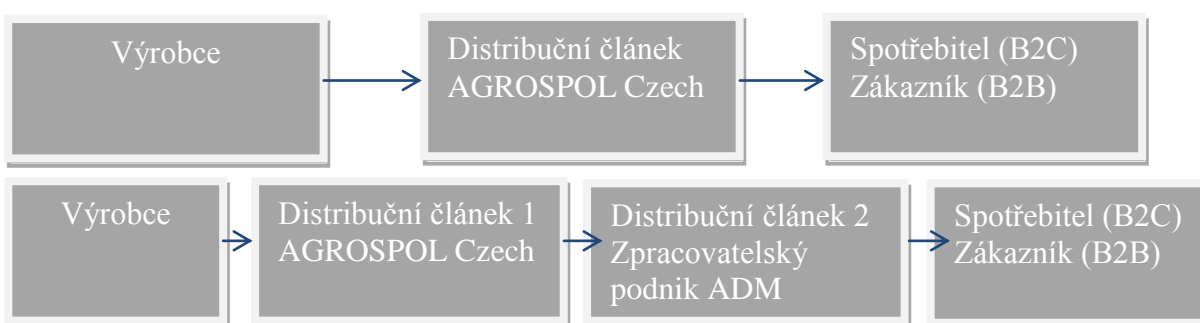 Výrobce
Distribuční článek
AGROSPOL Czech
Spotřebitel (B2C)
Zákazník (B2B)
Výrobce
Distribuční článek 1
AGROSPOL Czech
Distribuční článek 2
Zpracovatelský
podnik ADM
Spotřebitel (B2C)
Zákazník (B2B)